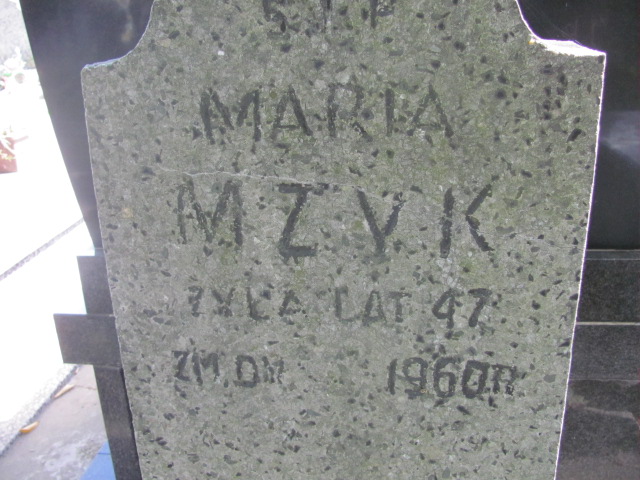 Ś.P
MARIA
MZYK
ŻYŁA LAT 47
ZM. DN. 1960R.